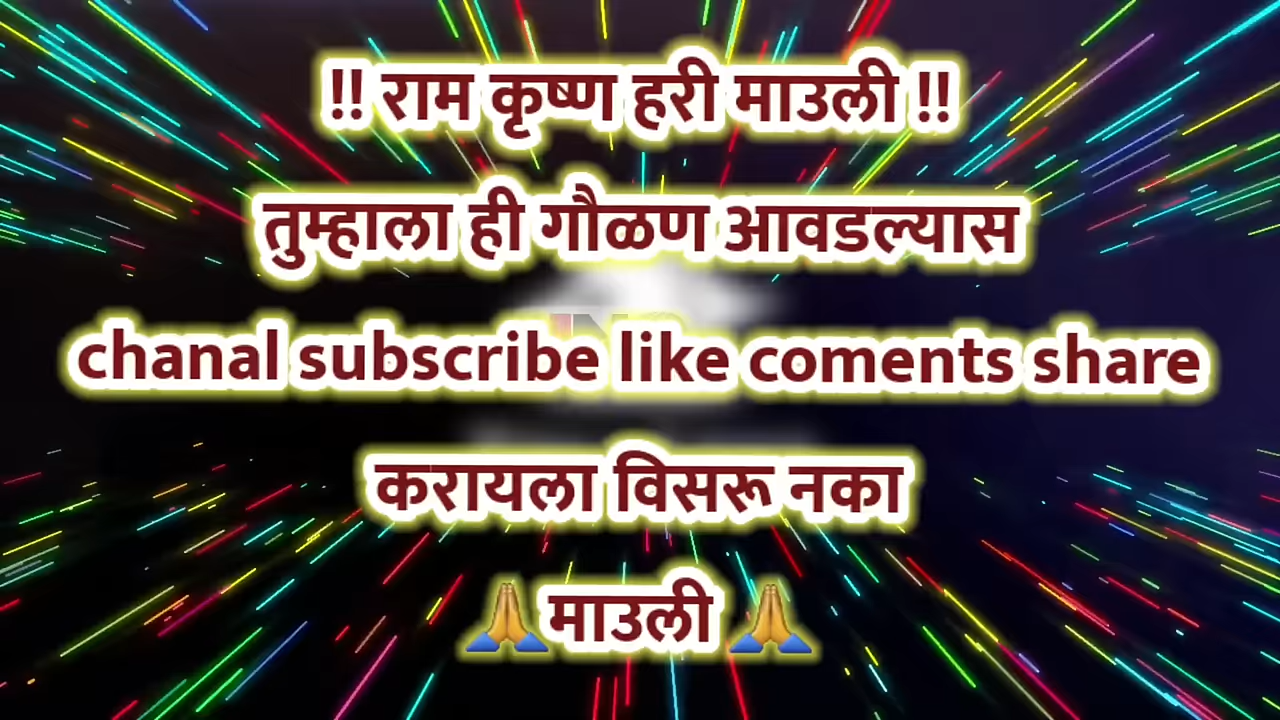 !! राम कृष्ण हरी माउली !!
तुम्हाला ही गौळण आवडल्यास
chanal subscribe like coments share
करायला विसरू नका
🙏माउली 🙏